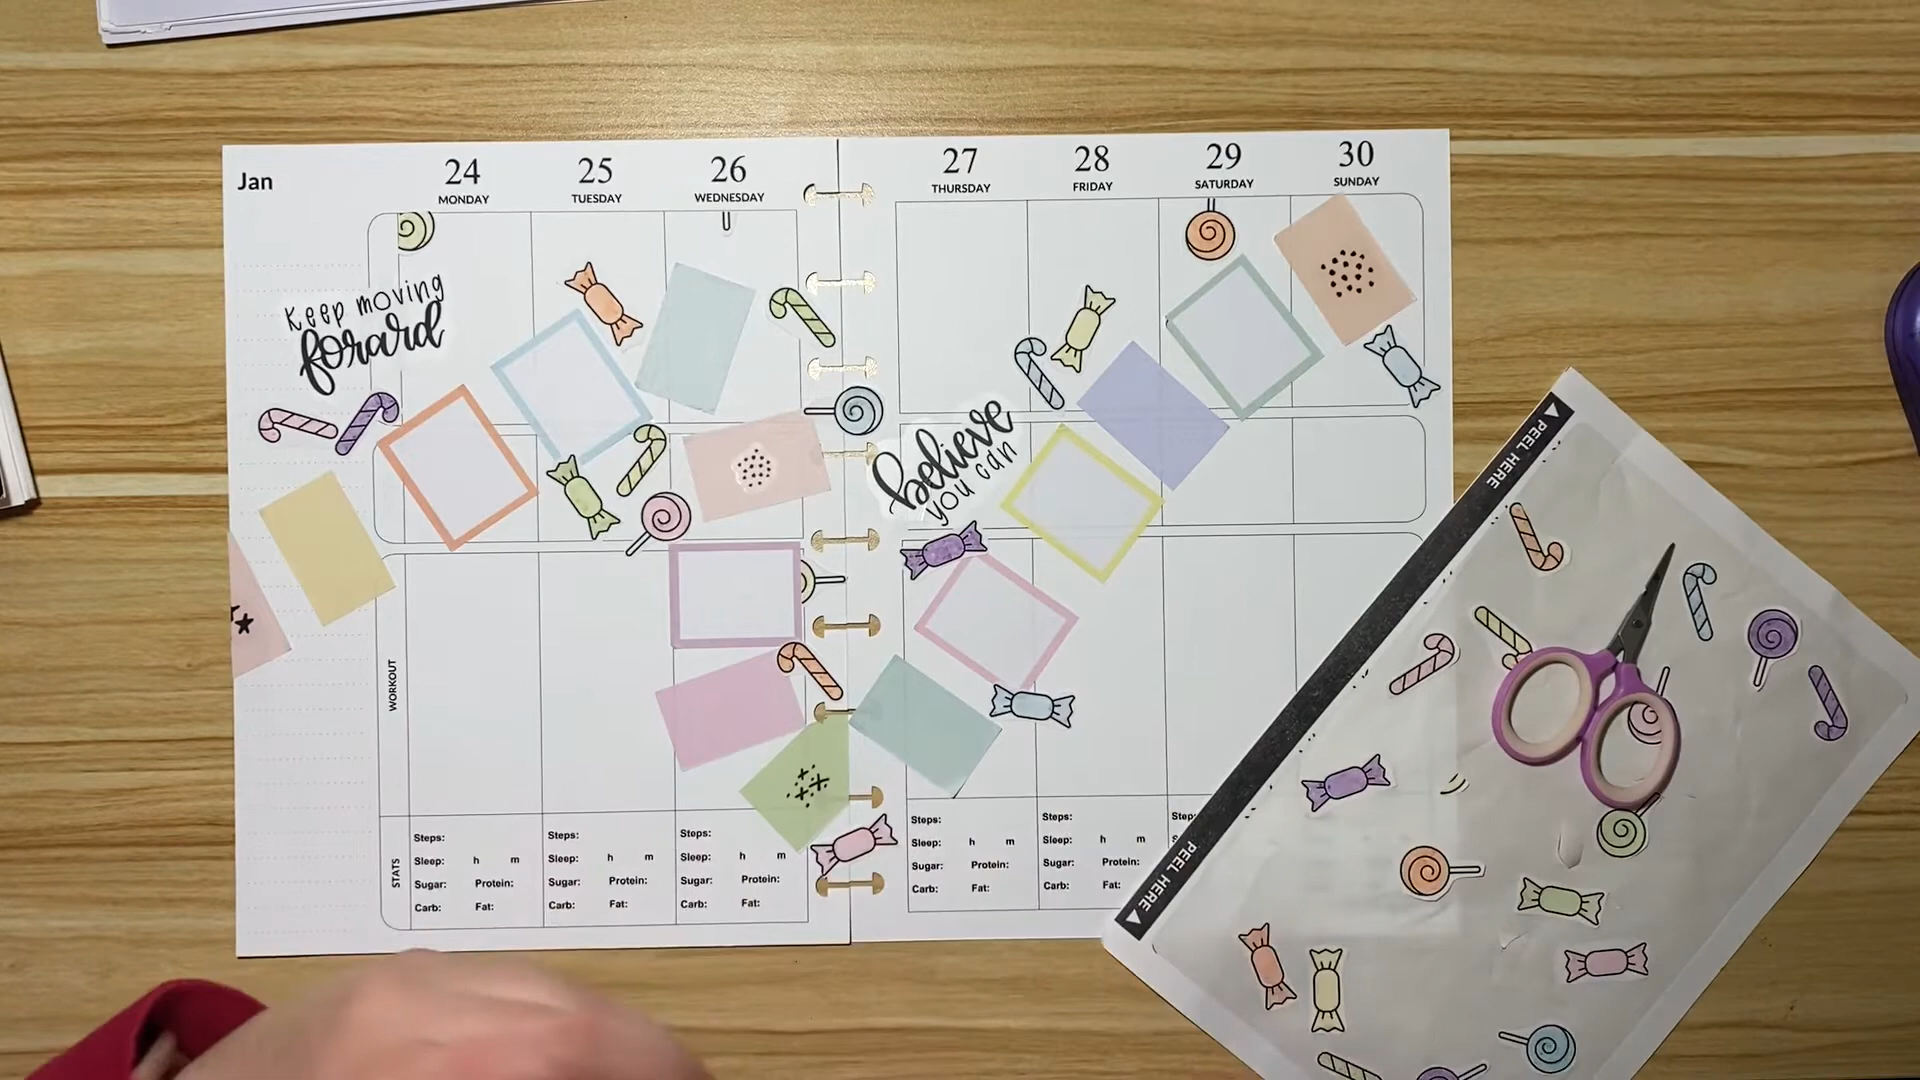 Jan
24
MONDAY
25
TUESDAY
26
WEDNESDAY
27
THURSDAY
28
FRIDAY
29
SATURDAY
30
SUNDAY
Keep moving
forard
believe
you can
WORKOUT
STATS
Steps:
Sleep: h m
Sugar: Protein:
Carb: Fat:
Steps:
Sleep: h m
Sugar: Protein:
Carb: Fat:
Steps:
Sleep: h m
Sugar: Protein:
Carb: Fat:
Steps:
Sleep: h m
Sugar: Protein:
Carb: Fat:
Steps:
Sleep: h m
Sugar: Protein:
Carb: Fat:
Steps:
PEEL HERE
PEEL HERE